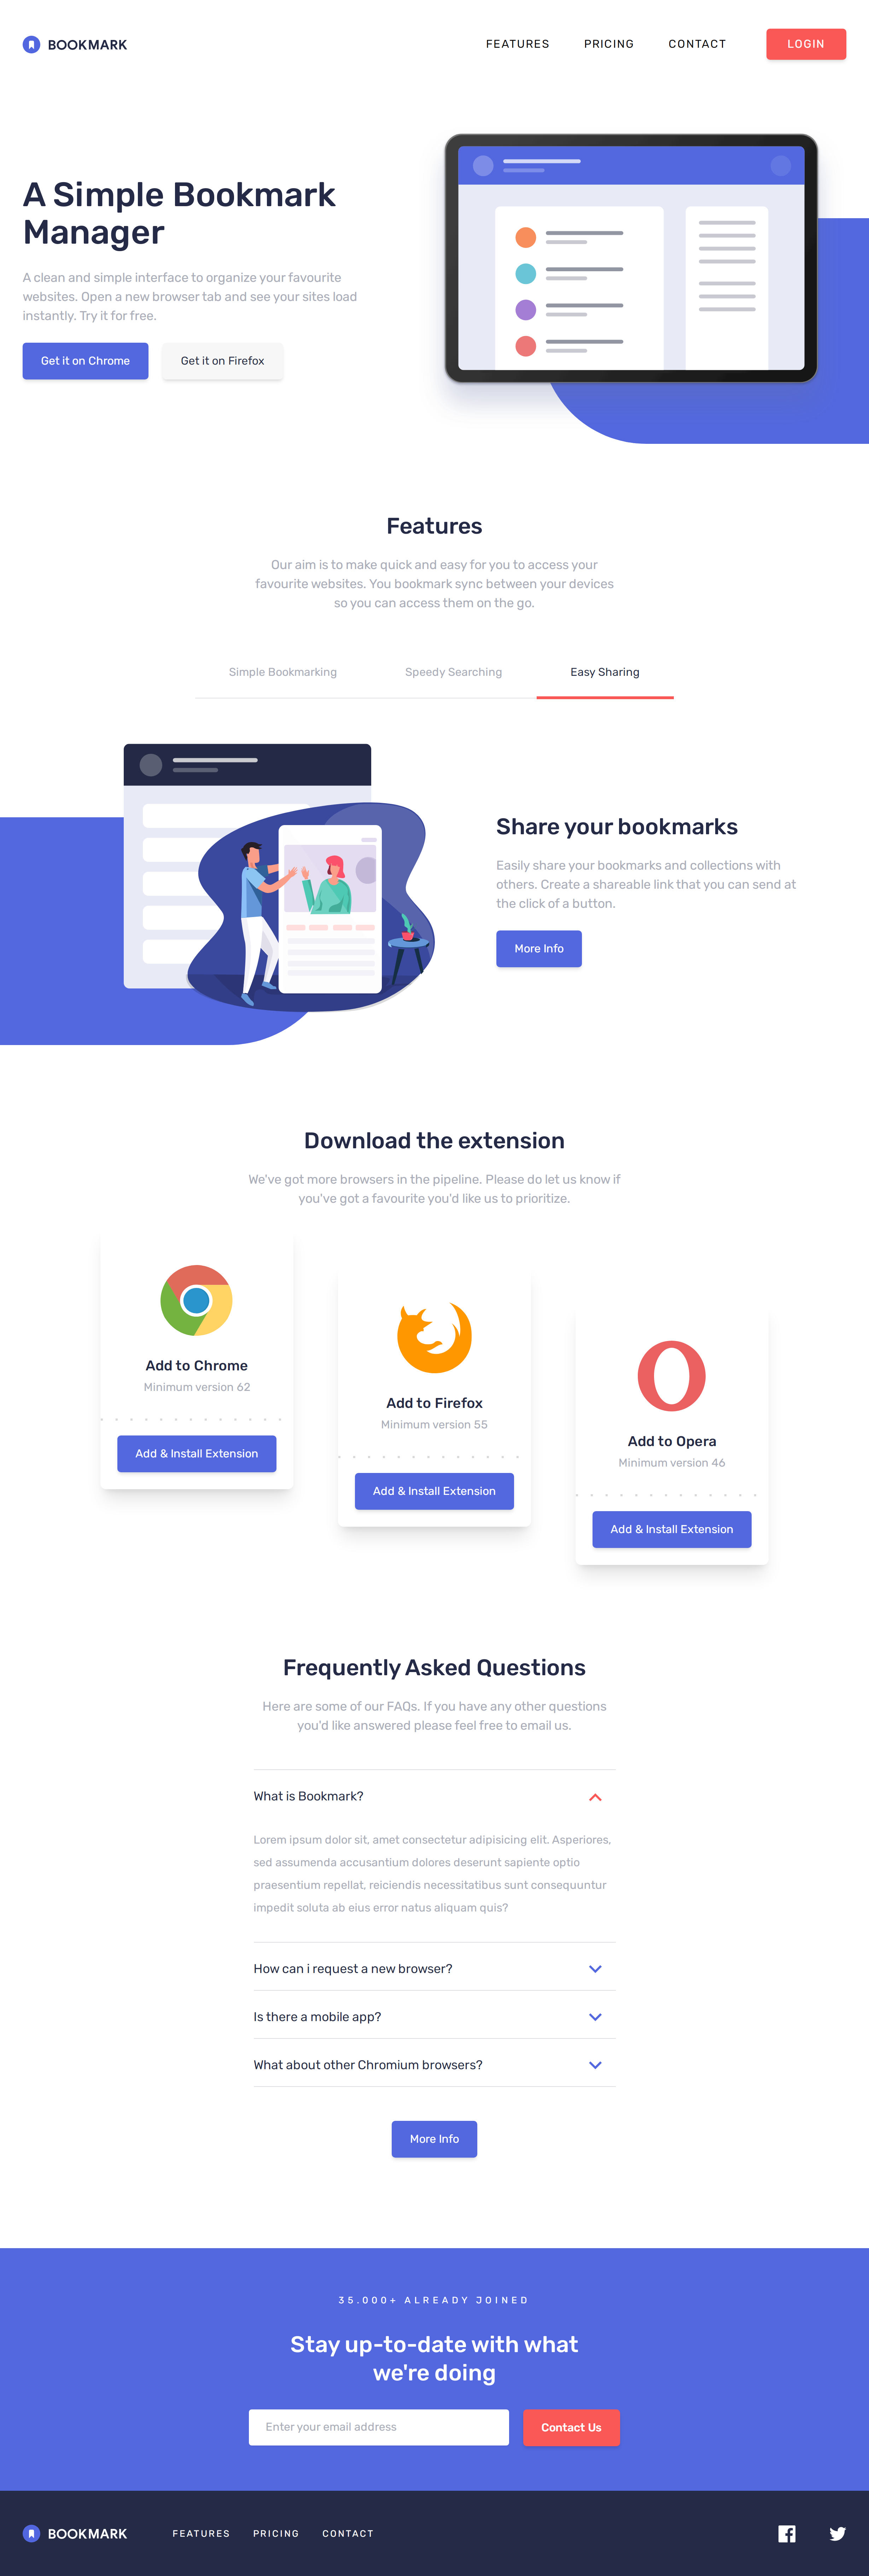 BOOKMARK
FEATURES PRICING CONTACT LOGIN
A Simple Bookmark
Manager
A clean and simple interface to organize your favourite
websites. Open a new browser tab and see your sites load
instantly. Try it for free.
Get it on Chrome Get it on Firefox
Features
Our aim is to make quick and easy for you to access your
favourite websites. You bookmark sync between your devices
so you can access them on the go.
Simple Bookmarking Speedy Searching Easy Sharing
Share your bookmarks
Easily share your bookmarks and collections with
others. Create a shareable link that you can send at
the click of a button.
More Info
Download the extension
We've got more browsers in the pipeline. Please do let us know if
you've got a favourite you'd like us to prioritize.
Add to Chrome
Minimum version 62
Add & Install Extension
Add to Firefox
Minimum version 55
Add & Install Extension
Add to Opera
Minimum version 46
Add & Install Extension
Frequently Asked Questions
Here are some of our FAQs. If you have any other questions
you'd like answered please feel free to email us.
What is Bookmark?
Lorem ipsum dolor sit, amet consectetur adipisicing elit. Asperiores,
sed assumenda accusantium dolores deserunt sapiente optio
praesentium repellat, reiciendis necessitatibus sunt consequuntur
impedit soluta ab eius error natus aliquam quis?
How can i request a new browser?
Is there a mobile app?
What about other Chromium browsers?
More Info
35.000+ ALREADY JOINED
Stay up-to-date with what
we're doing
Enter your email address Contact Us
BOOKMARK FEATURES PRICING CONTACT